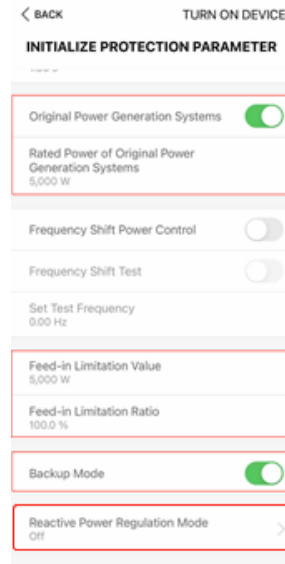 BACK
TURN ON DEVICE
INITIALIZE PROTECTION PARAMETER
Original Power Generation Systems
Rated Power of Original Power
Generation Systems
5,000 W
Frequency Shift Power Control
Frequency Shift Test
Set Test Frequency
0.00 Hz
Feed-in Limitation Value
5,000 W
Feed-in Limitation Ratio
100.0 %
Backup Mode
Reactive Power Regulation Mode
Off